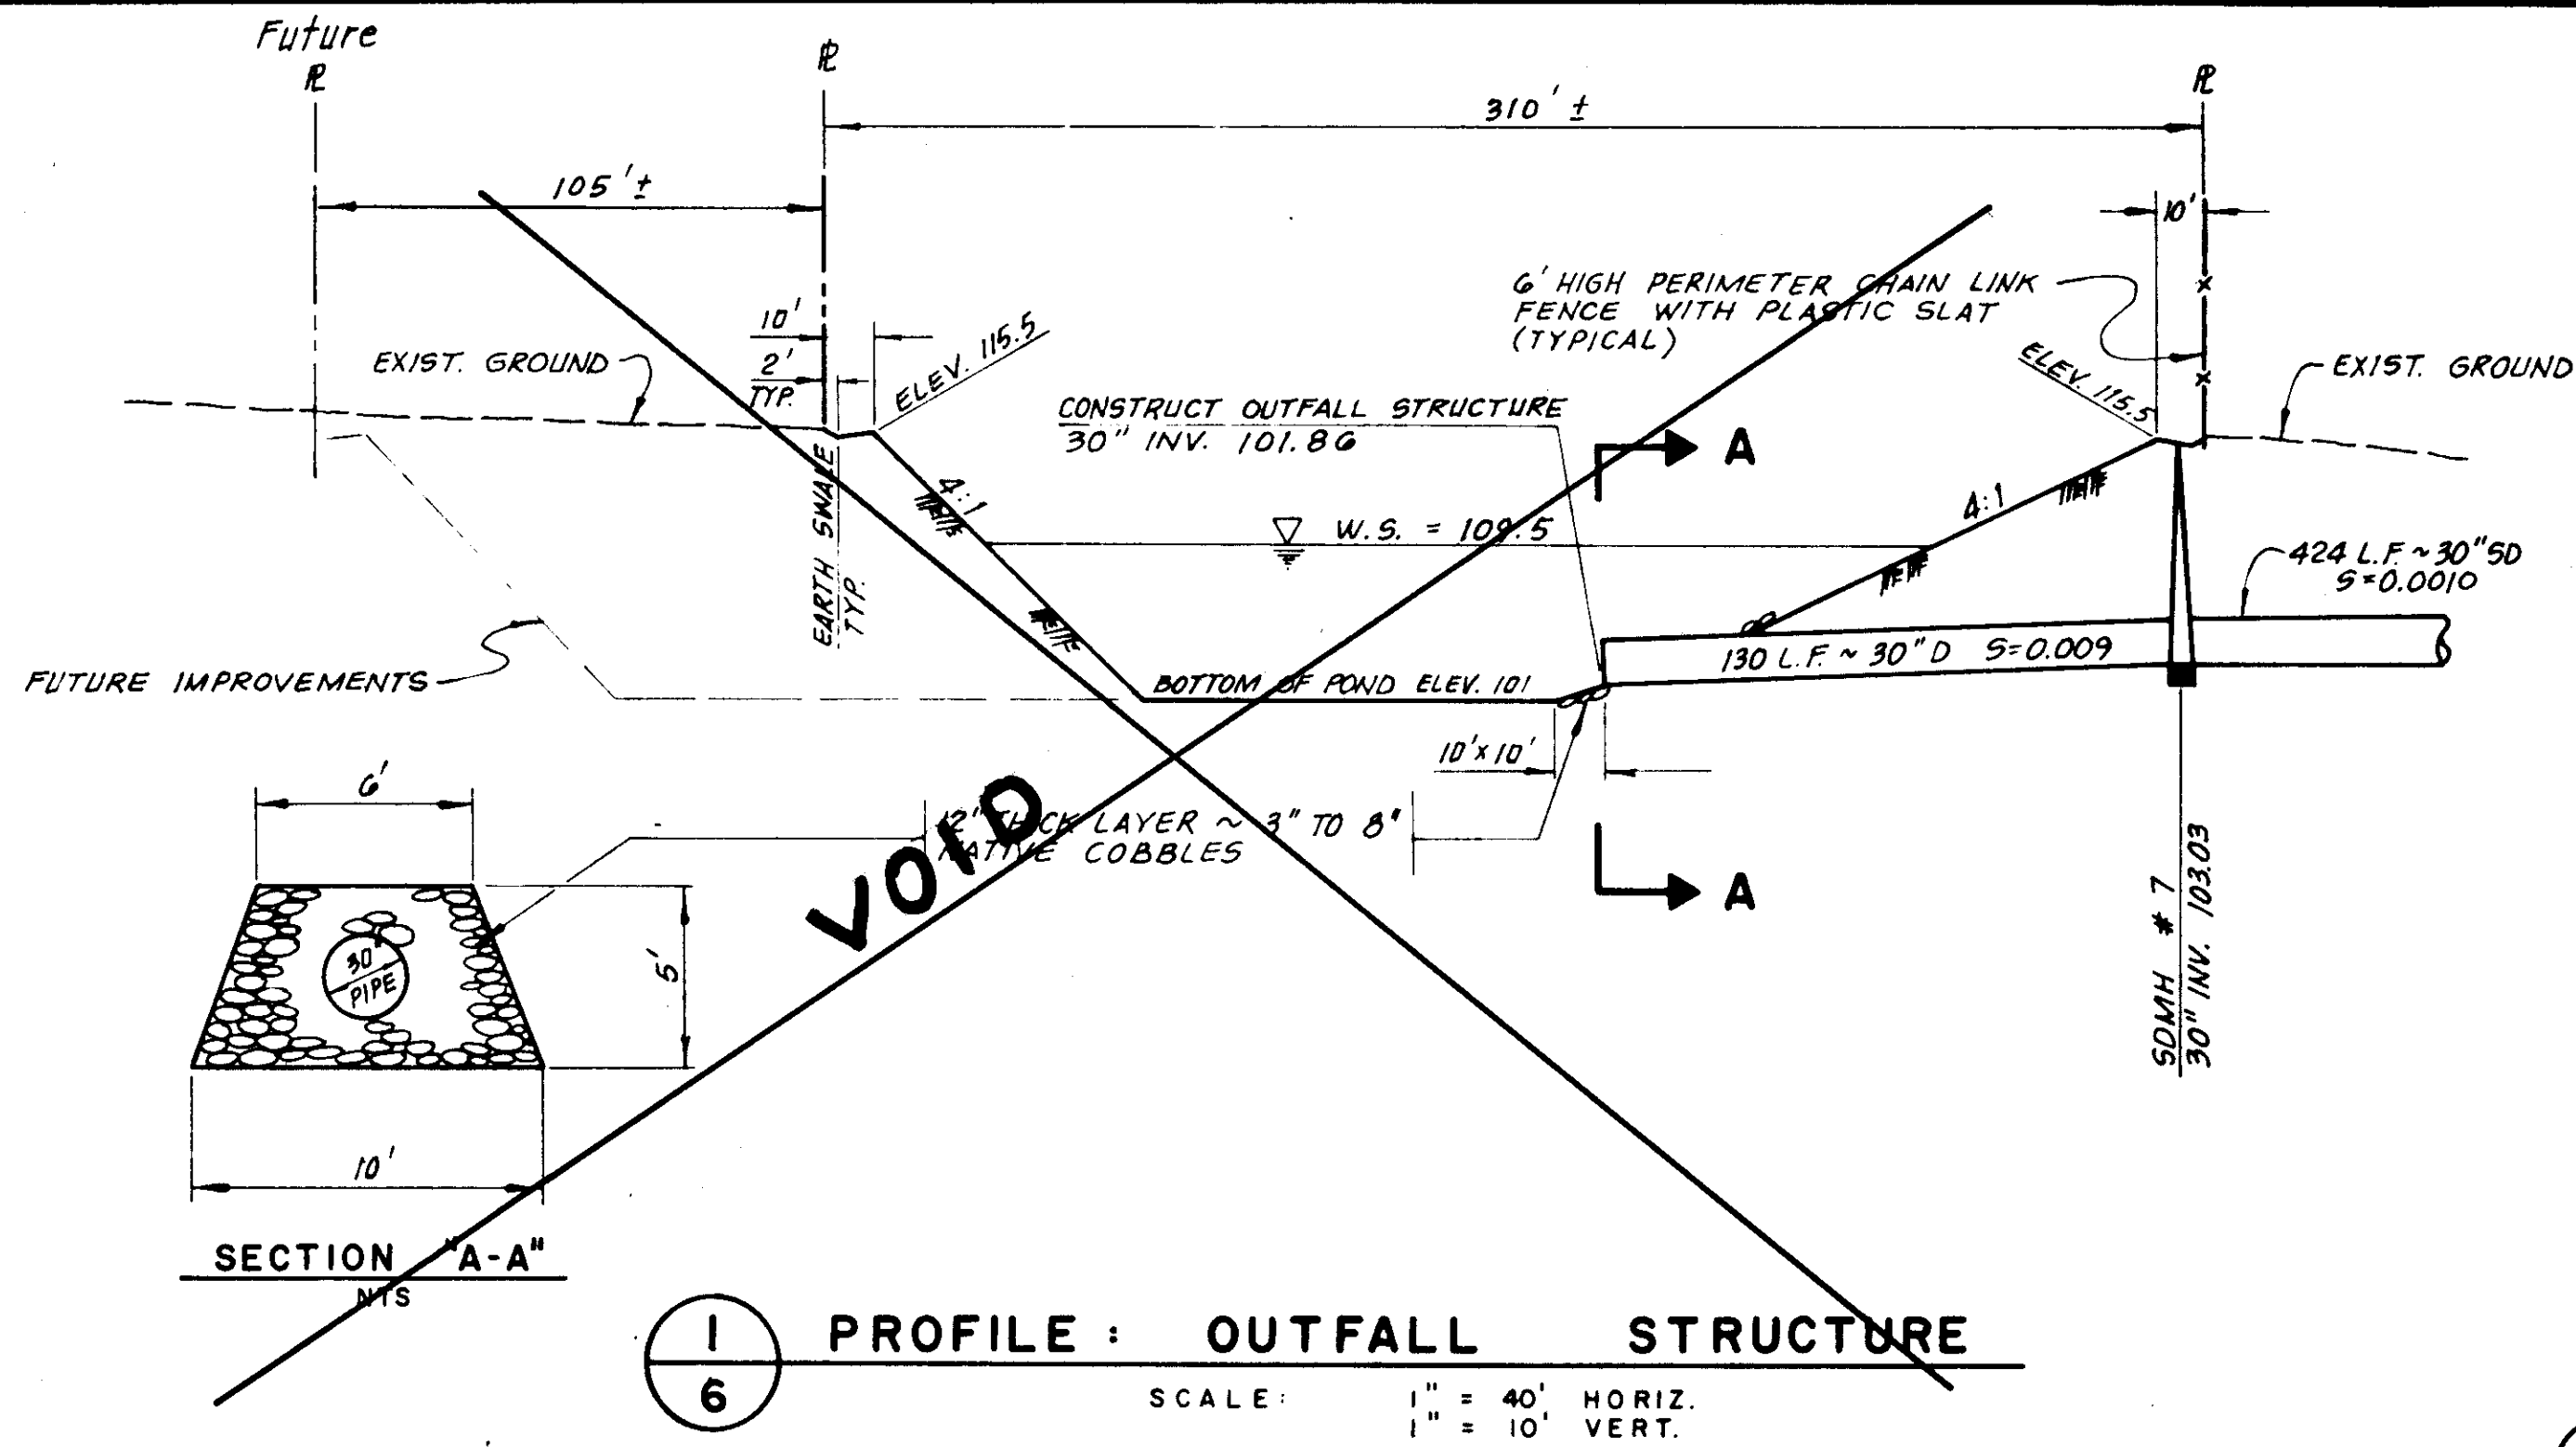 Future
PL
PL
PL
310' ±
105' ±
10'
10'
2'
TYP.
ELEV. 115.5
EXIST. GROUND
6' HIGH PERIMETER CHAIN LINK
FENCE WITH PLASTIC SLAT
(TYPICAL)
ELEV. 115.5
EXIST. GROUND
CONSTRUCT OUTFALL STRUCTURE
30" INV. 101.86
A
4:1
EARTH SWALE
TYP.
W.S. = 109.5
4:1
424 L.F. ~ 30" SD
S=0.0010
130 L.F. ~ 30" D S=0.009
FUTURE IMPROVEMENTS
BOTTOM OF POND ELEV. 101
10' x 10'
6'
12" THICK LAYER ~ 3" TO 8"
NATIVE COBBLES
VOID
A
SDMH # 7
30" INV. 103.03
30"
PIPE
5'
10'
SECTION "A-A"
NTS
1
6
PROFILE: OUTFALL STRUCTURE
SCALE: 1" = 40' HORIZ.
1" = 10' VERT.